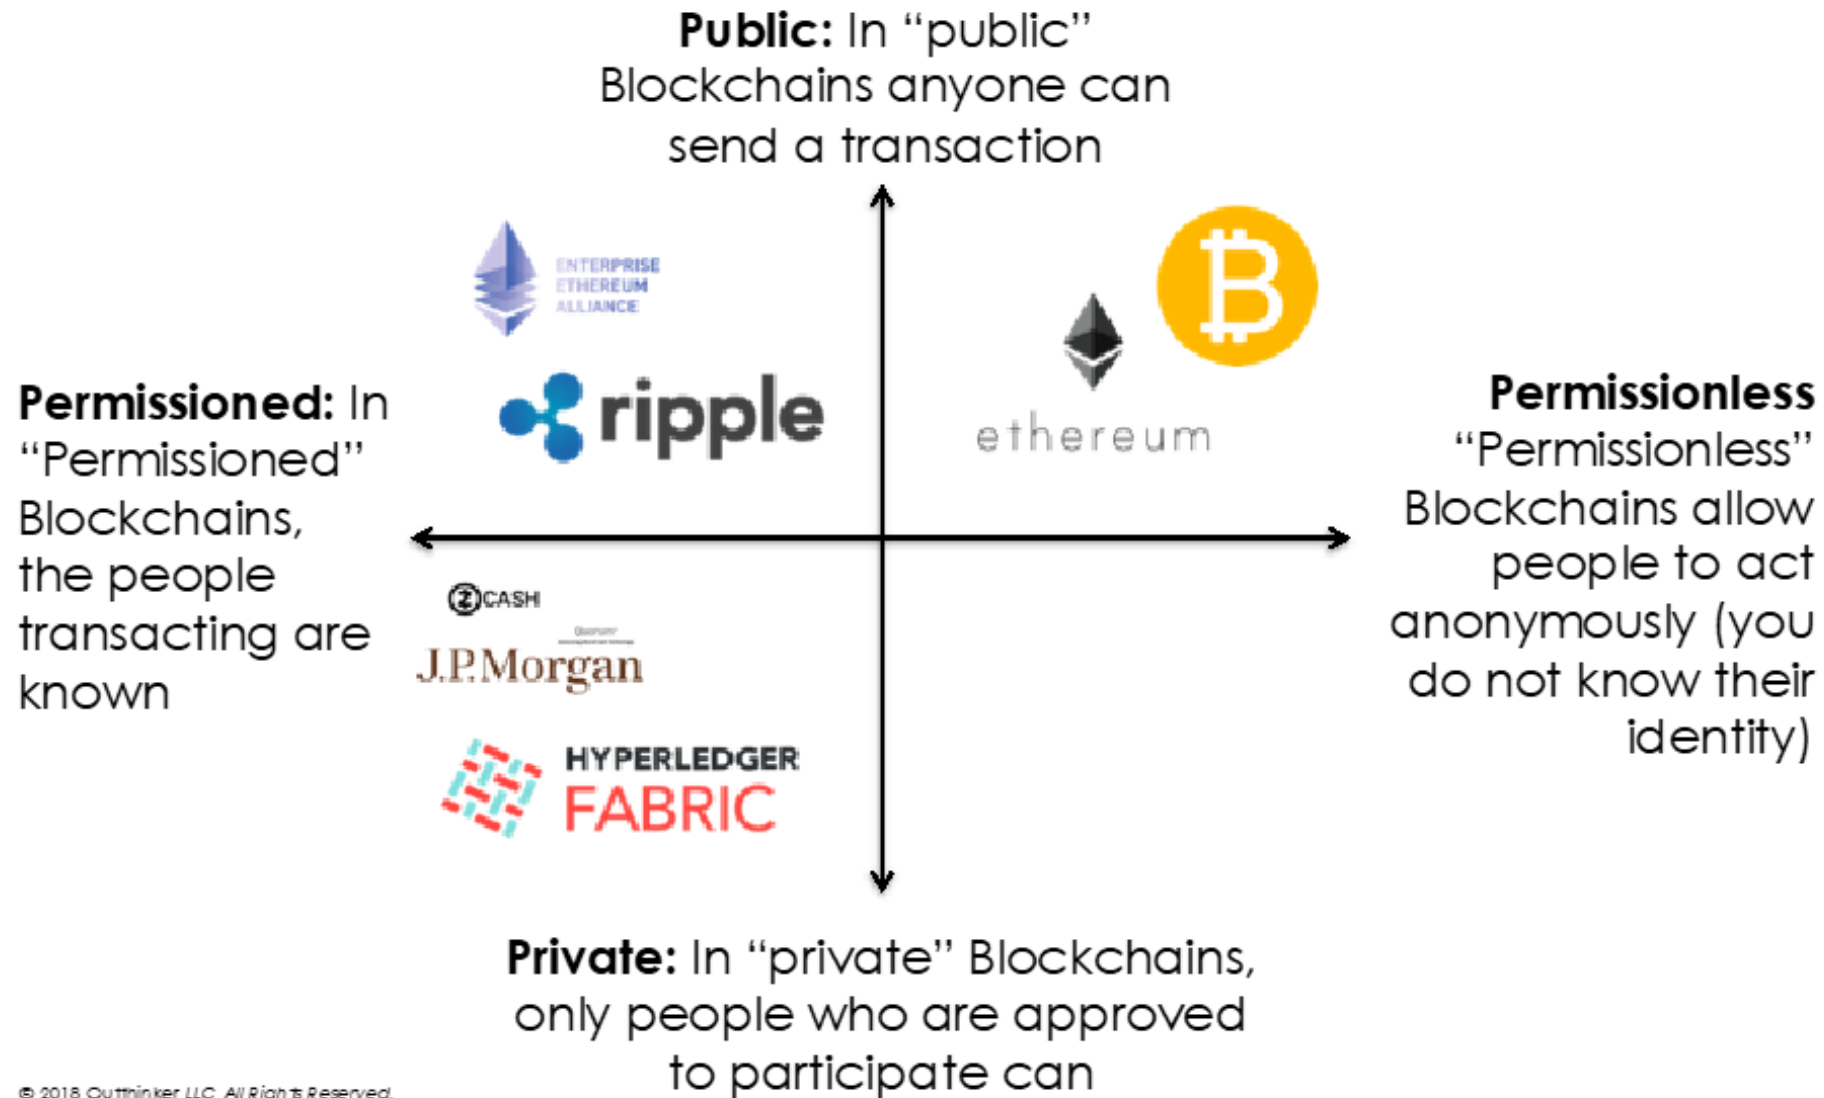 Public: In “public”
Blockchains anyone can
send a transaction
ENTERPRISE
ETHEREUM
ALLIANCE
ripple
ethereum
Permissioned: In
“Permissioned”
Blockchains,
the people
transacting are
known
Permissionless
“Permissionless”
Blockchains allow
people to act
anonymously (you
do not know their
identity)
ZCASH
J.P.Morgan
HYPERLEDGER
FABRIC
Private: In “private” Blockchains,
only people who are approved
to participate can
© 2018 Outthinker LLC. All Rights Reserved.